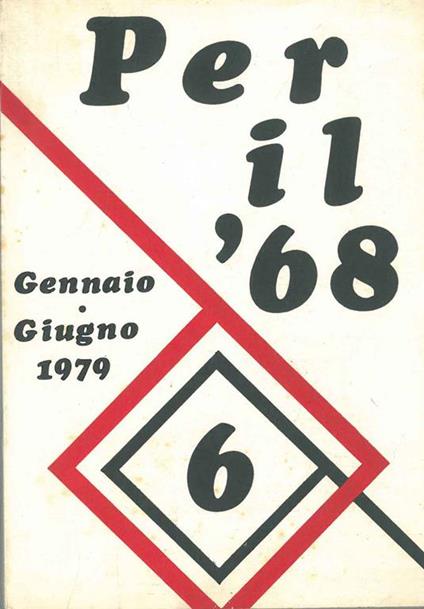 Per
il
'68
Gennaio
•
Giugno
1979
6